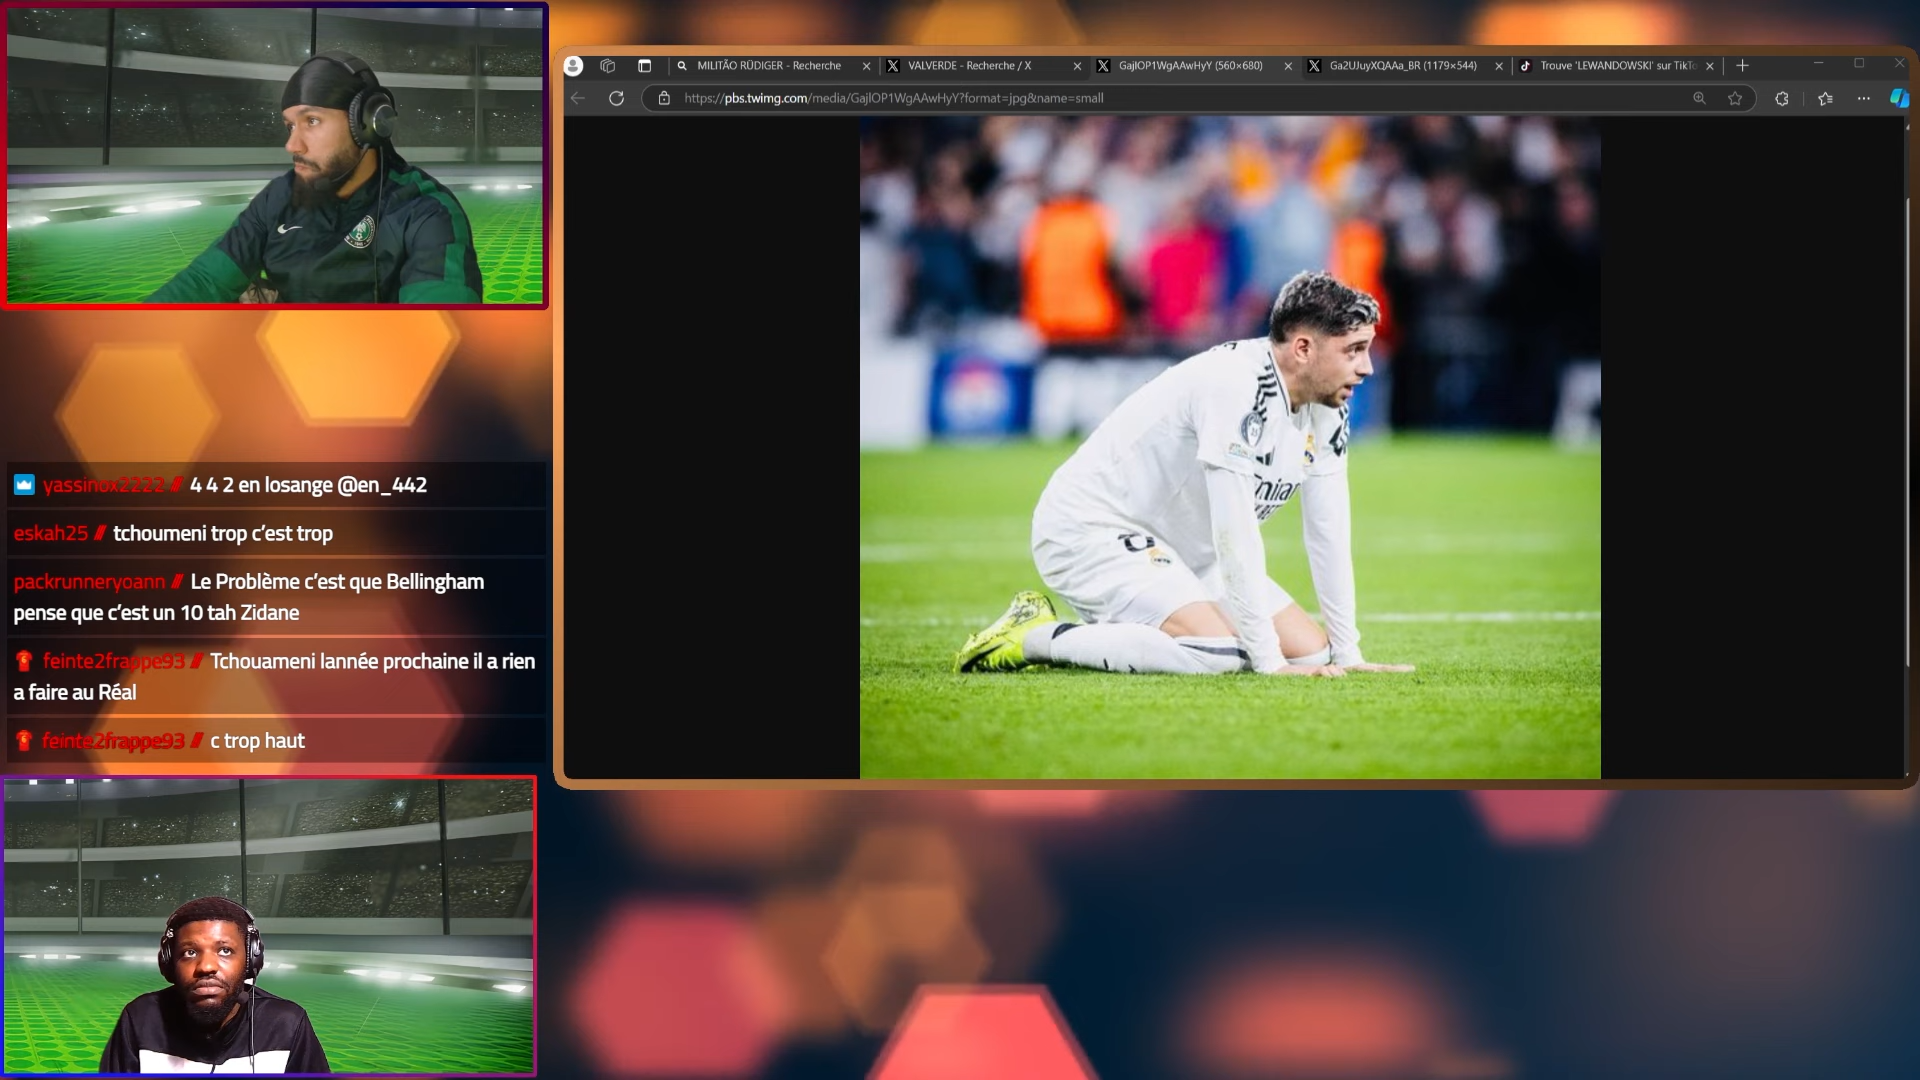 MILITÃO RÜDIGER - Recherche
VALVERDE - Recherche / X
GajlOP1WgAAwHyY (560×680)
Ga2UJuyXQAAa_BR (1179×544)
Trouve 'LEWANDOWSKI' sur TikTo
https://pbs.twimg.com/media/GajlOP1WgAAwHyY?format=jpg&name=small
yassinox2222 // 4 4 2 en losange @en_442
eskah25 // tchoumeni trop c’est trop
packrunneryoann // Le Problème c’est que Bellingham
pense que c’est un 10 tah Zidane
feinte2frappe93 // Tchouameni lannée prochaine il a rien
a faire au Réal
feinte2frappe93 // c trop haut